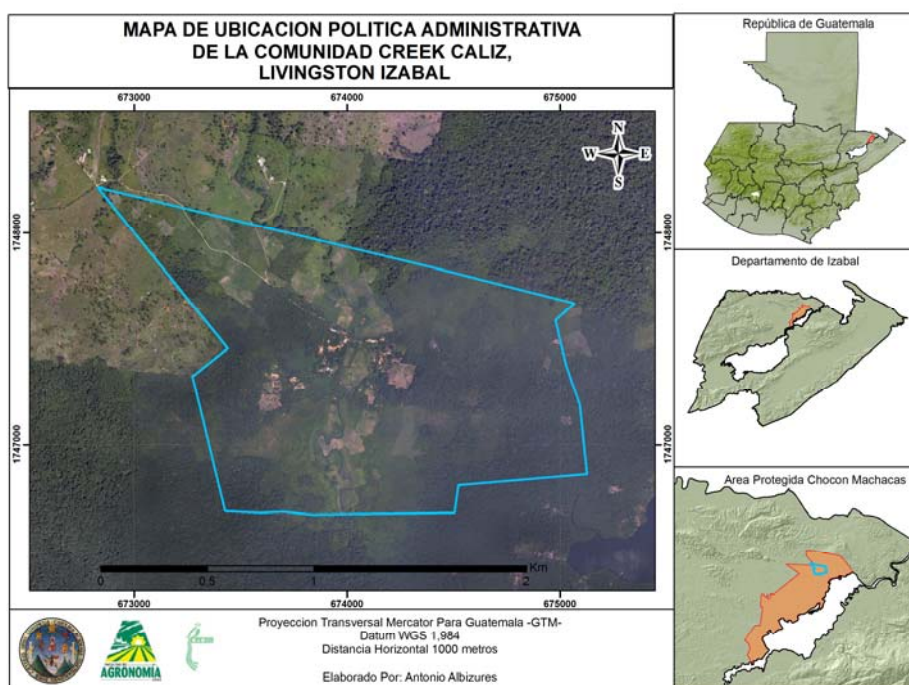 MAPA DE UBICACION POLITICA ADMINISTRATIVA
DE LA COMUNIDAD CREEK CALIZ,
LIVINGSTON IZABAL
673000
674000
675000
N
W
E
S
1748000
1748000
1747000
1747000
0
0.5
1
2
Km
673000
674000
675000
AGRONOMÍA
Proyeccion Transversal Mercator Para Guatemala -GTM-
Datum WGS 1,984
Distancia Horizontal 1000 metros
Elaborado Por: Antonio Albizures
República de Guatemala
Departamento de Izabal
Area Protegida Chocon Machacas